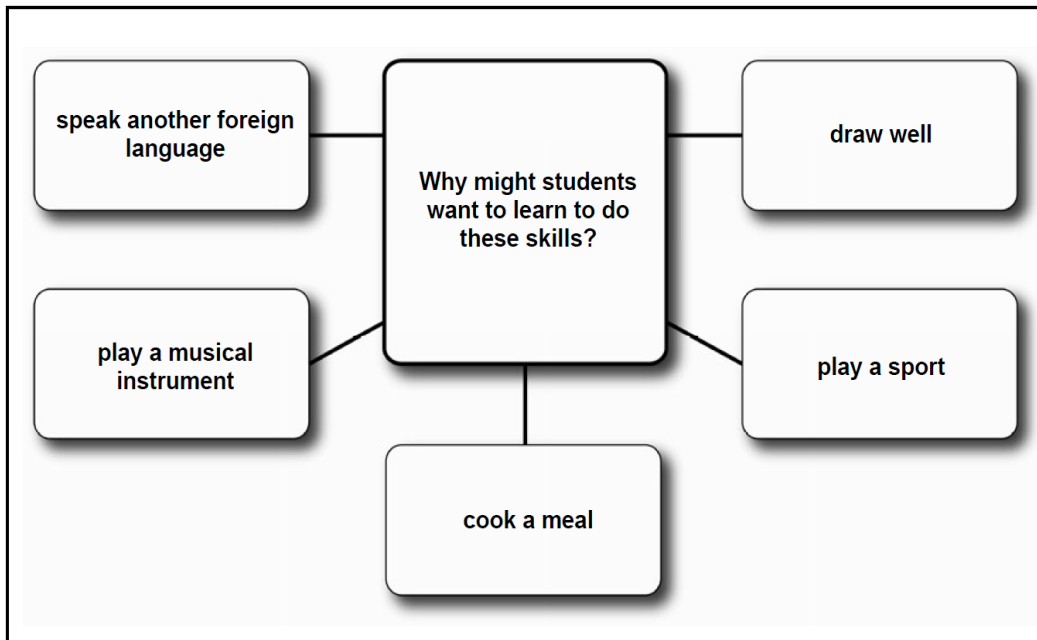 speak another foreign
language
Why might students
want to learn to do
these skills?
draw well
play a musical
instrument
play a sport
cook a meal